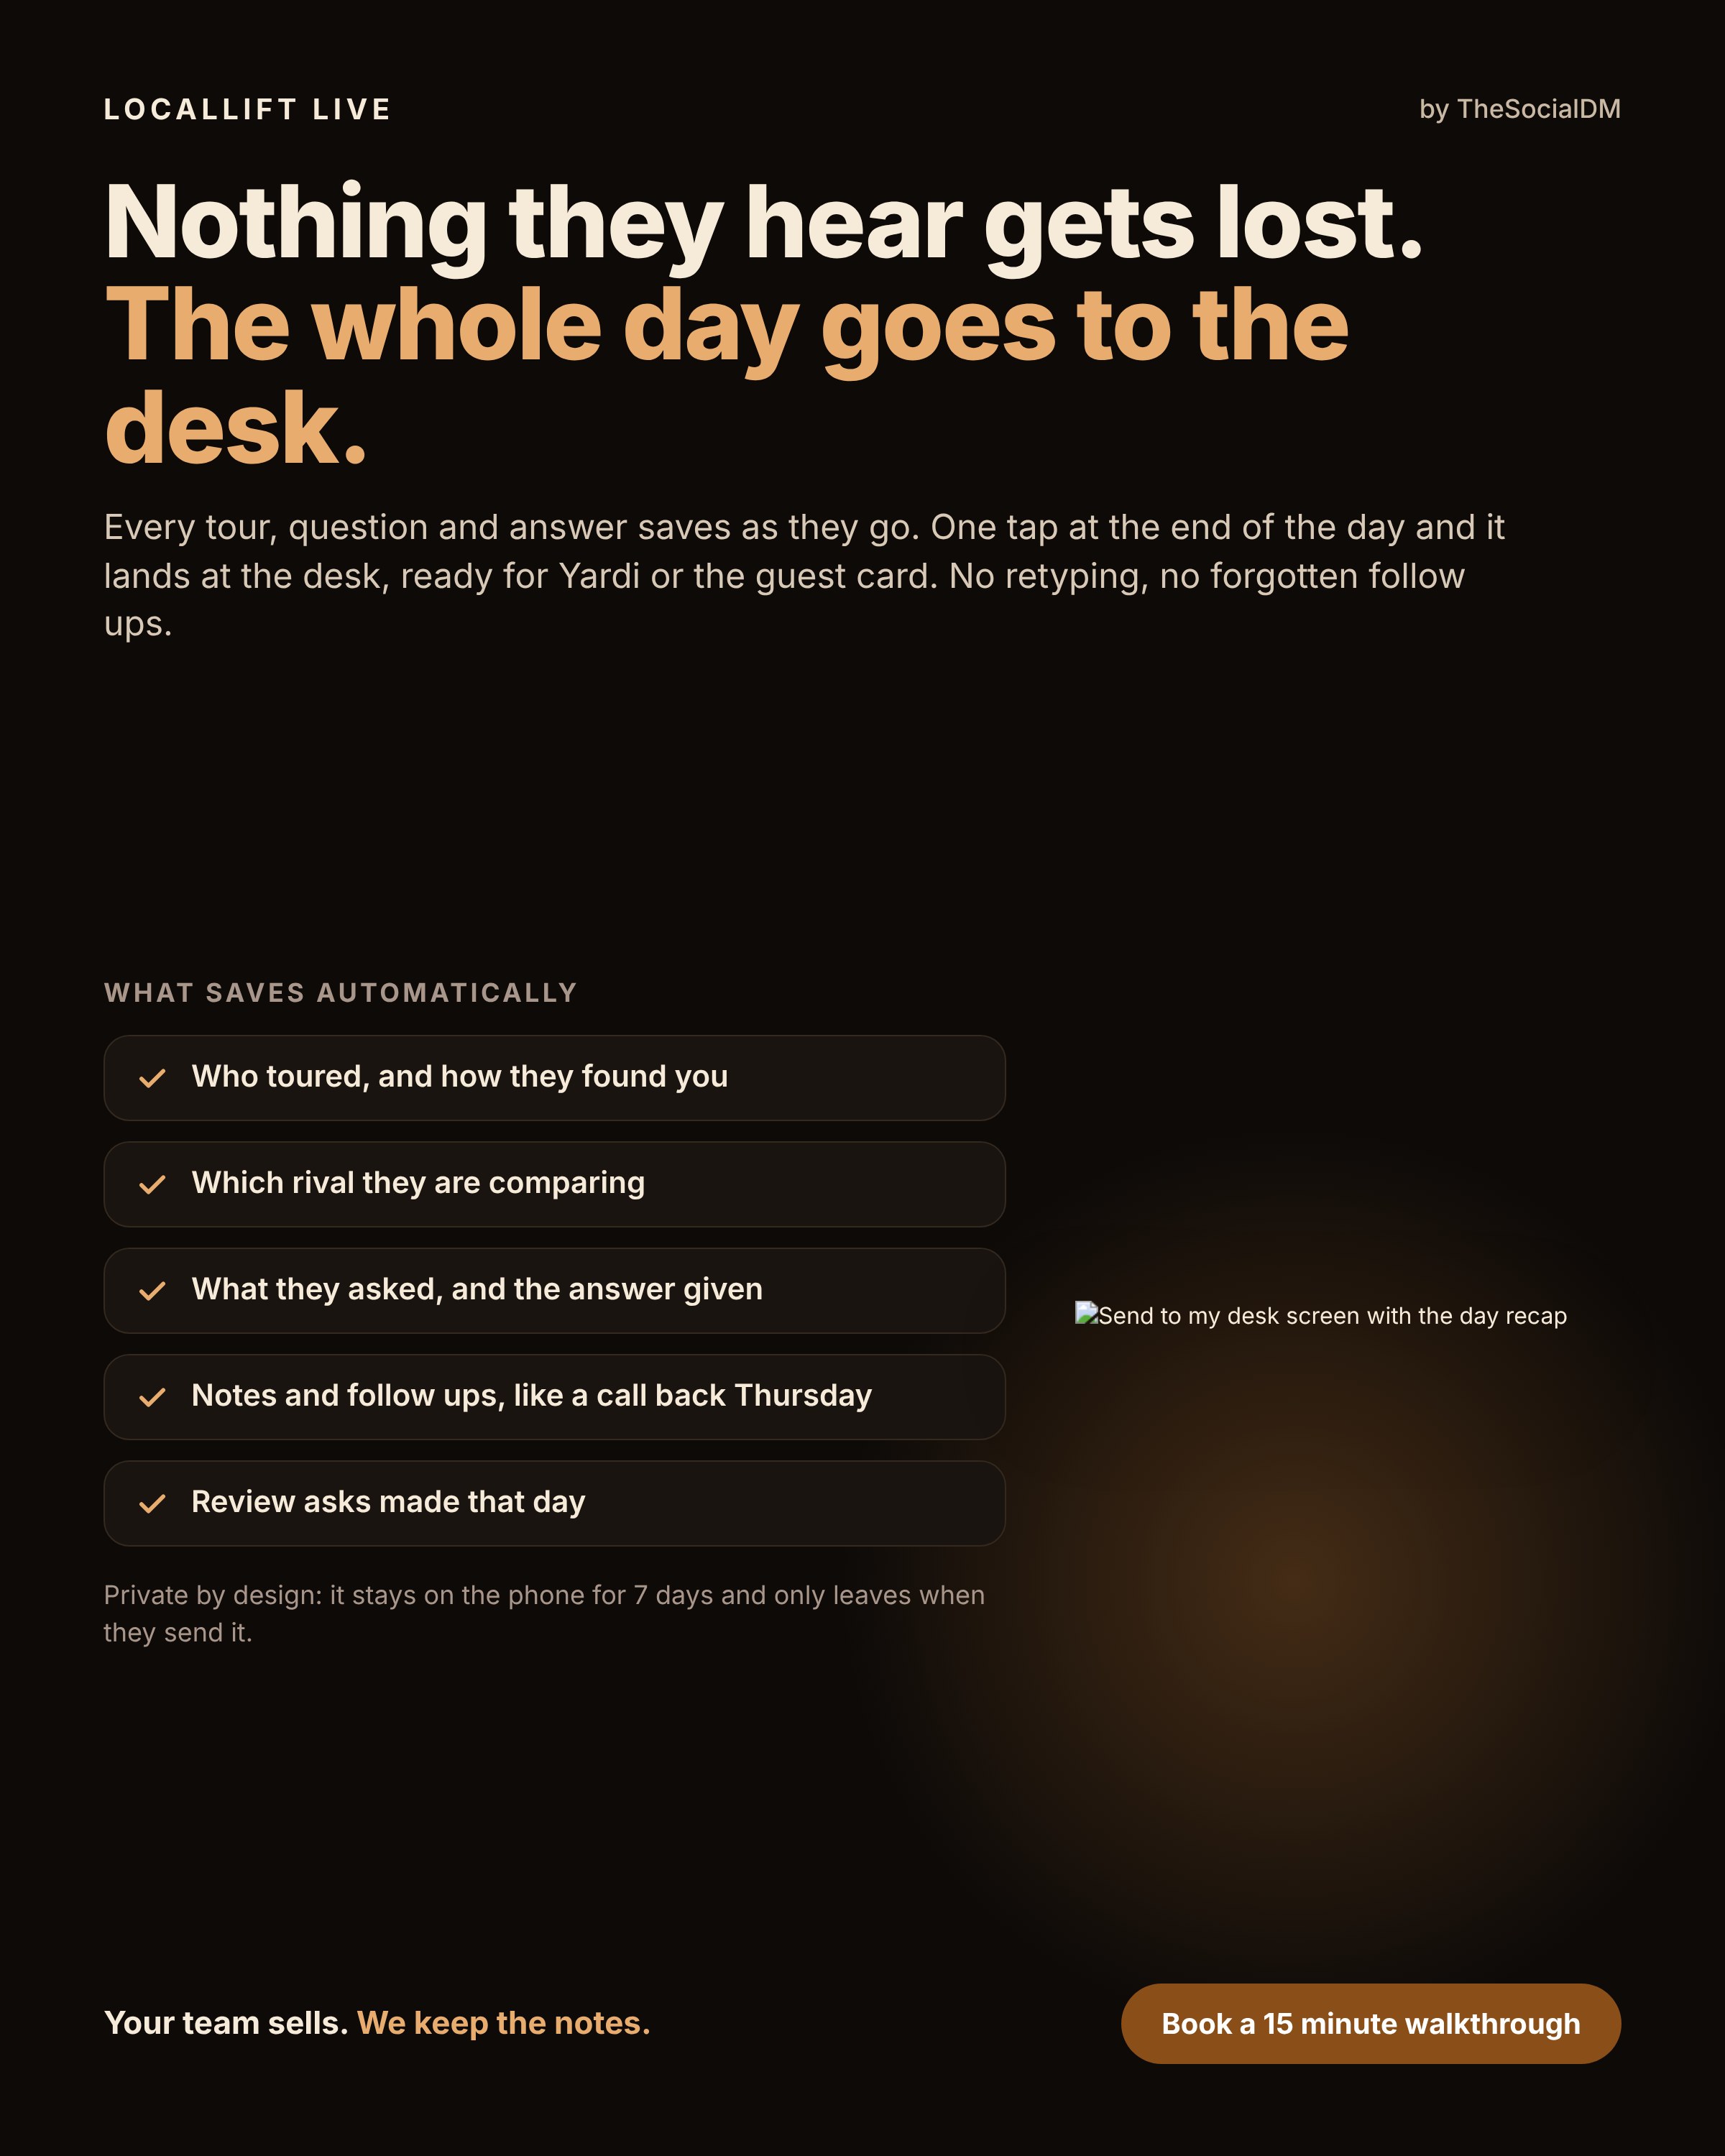 LOCALLIFT LIVE
by TheSocialDM
Nothing they hear gets lost.
The whole day goes to the
desk.
Every tour, question and answer saves as they go. One tap at the end of the day and it
lands at the desk, ready for Yardi or the guest card. No retyping, no forgotten follow
ups.
WHAT SAVES AUTOMATICALLY
Who toured, and how they found you
Which rival they are comparing
What they asked, and the answer given
Notes and follow ups, like a call back Thursday
Review asks made that day
Private by design: it stays on the phone for 7 days and only leaves when
they send it.
Send to my desk screen with the day recap
Your team sells. We keep the notes.
Book a 15 minute walkthrough